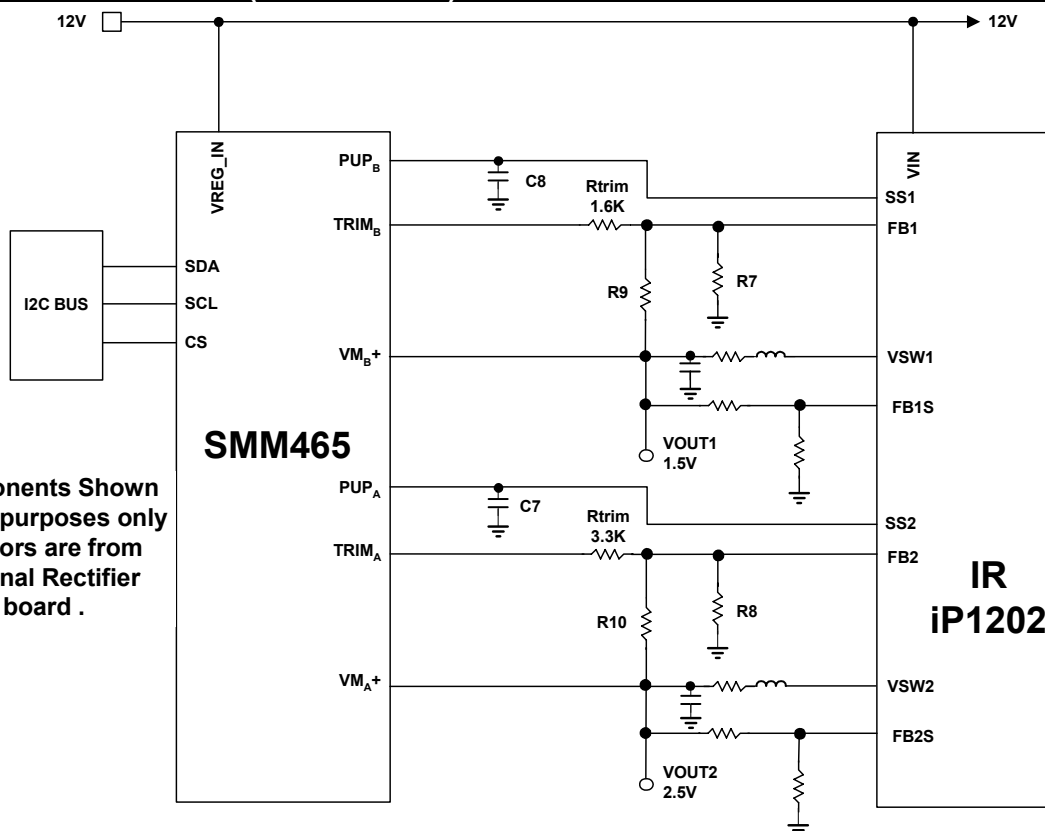 12V
12V
VREG_IN
PUPB
C8
Rtrim
1.6K
VIN
SS1
TRIMB
FB1
R7
SDA
I2C BUS
SCL
R9
CS
VMB+
VSW1
FB1S
SMM465
VOUT1
1.5V
PUPA
onents Shown
purposes only
ors are from
nal Rectifier
board .
C7
Rtrim
3.3K
SS2
TRIMA
FB2
IR
iP1202
R10
R8
VMA+
VSW2
FB2S
VOUT2
2.5V